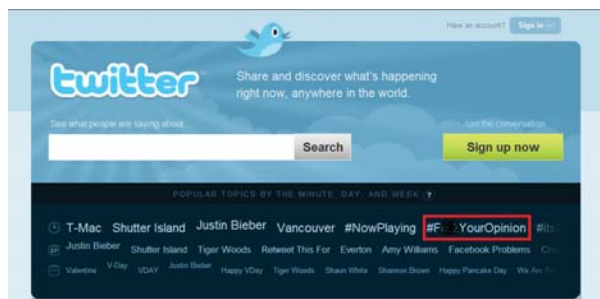 Have an account? Sign in
twitter
Share and discover what's happening
right now, anywhere in the world.
See what people are saying about...
Join the conversation
Search
Sign up now
POPULAR TOPICS BY THE MINUTE, DAY, AND WEEK ?
T-Mac Shutter Island Justin Bieber Vancouver #NowPlaying #F YourOpinion #its
Justin Bieber Shutter Island Tiger Woods Retweet This For Everton Amy Williams Facebook Problems
Valentine V-Day VDAY Justin Bieber Happy VDay Tiger Woods Shaun White Shannon Brown Happy Pancake Day We Are